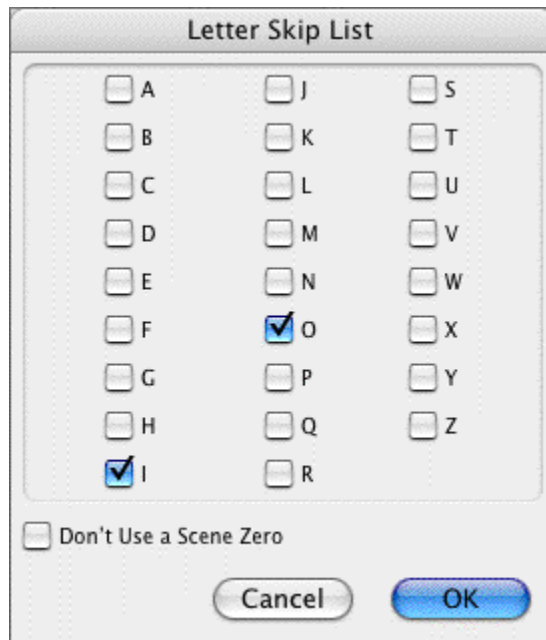 Letter Skip List
A J S
B K T
C L U
D M V
E N W
F O X
G P Y
H Q Z
I R
Don't Use a Scene Zero
Cancel OK